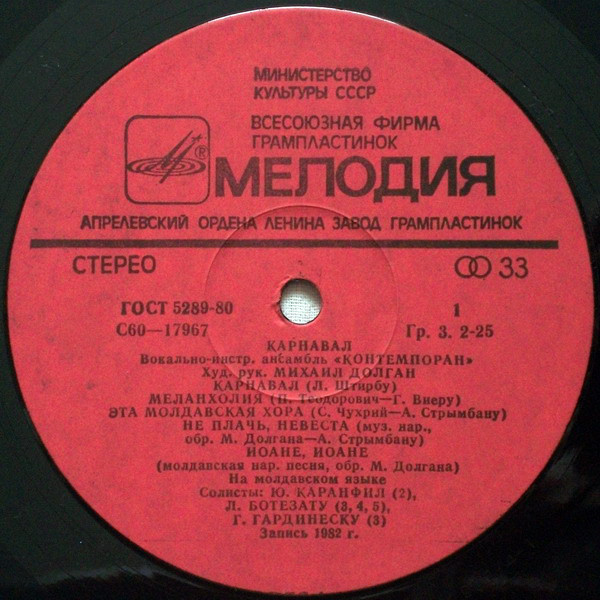 МИНИСТЕРСТВО
КУЛЬТУРЫ СССР
ВСЕСОЮЗНАЯ ФИРМА
ГРАМПЛАСТИНОК
® МЕЛОДИЯ
АПРЕЛЕВСКИЙ ОРДЕНА ЛЕНИНА ЗАВОД ГРАМПЛАСТИНОК
СТЕРЕО 33
ГОСТ 5289-80 1
С60—17967 Гр. 3. 2-25
КАРНАВАЛ
Вокально-инстр. ансамбль «КОНТЕМПОРАН»
Худ. рук. МИХАИЛ ДОЛГАН
КАРНАВАЛ (Л. Штирбу)
МЕЛАНХОЛИЯ (П. Теодорович—Г. Виеру)
ЭТА МОЛДАВСКАЯ ХОРА (С. Чухрий—А. Стрымбану)
НЕ ПЛАЧЬ, НЕВЕСТА (муз. нар.,
обр. М. Долгана—А. Стрымбану)
ИОАНЕ, ИОАНЕ
(молдавская нар. песня, обр. М. Долгана)
На молдавском языке
Солисты: Ю. КАРАНФИЛ (2),
Л. БОТЕЗАТУ (3, 4, 5),
Г. ГАРДИНЕСКУ (3)
Запись 1982 г.